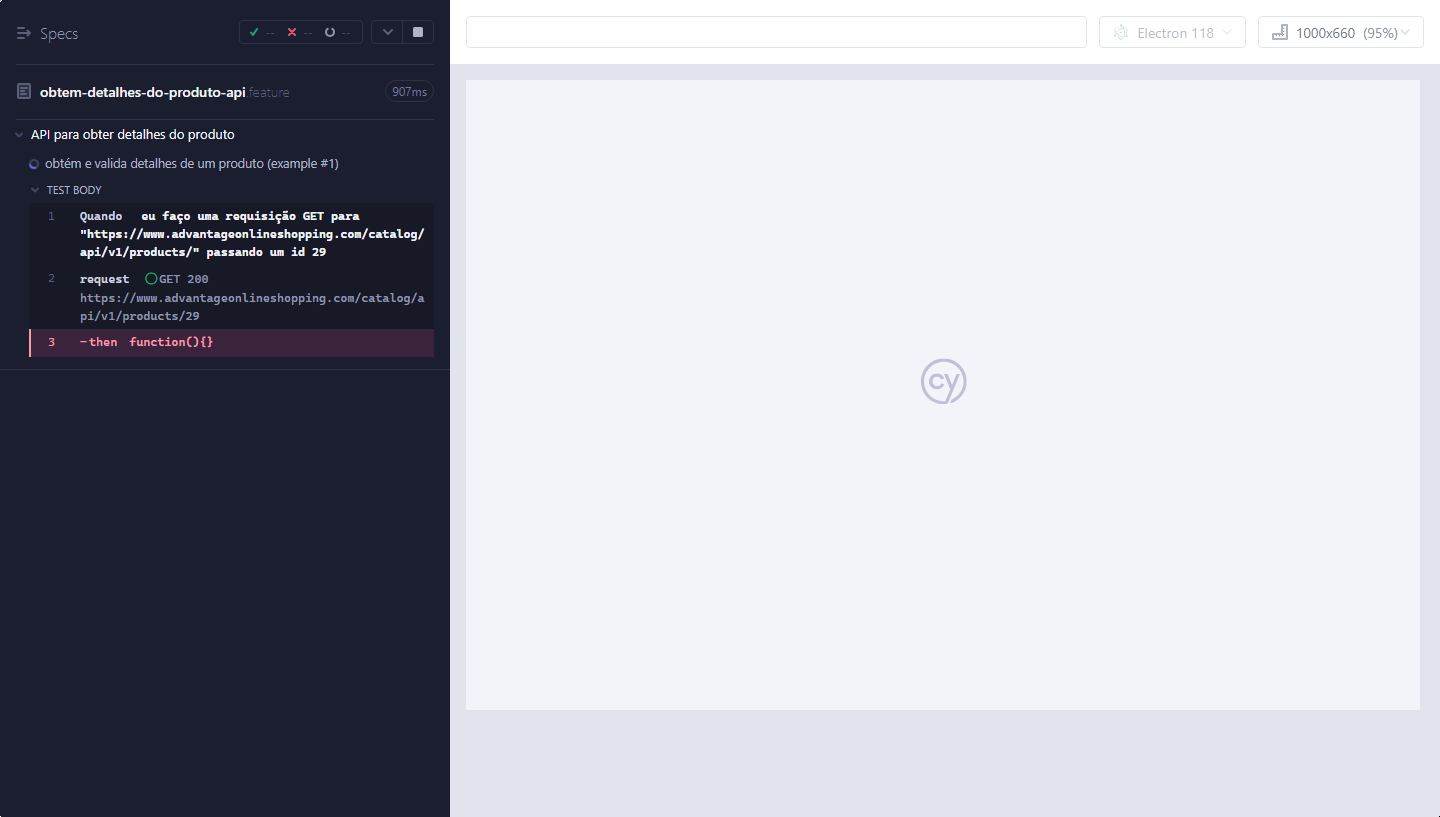 Specs
-- -- --
Electron 118
1000x660 (95%)
obtem-detalhes-do-produto-api.feature
907ms
API para obter detalhes do produto
obtém e valida detalhes de um produto (example #1)
TEST BODY
1 Quando eu faço uma requisição GET para
"https://www.advantageonlineshopping.com/catalog/
api/v1/products/" passando um id 29
2 request GET 200
https://www.advantageonlineshopping.com/catalog/a
pi/v1/products/29
3 -then function(){}
cy